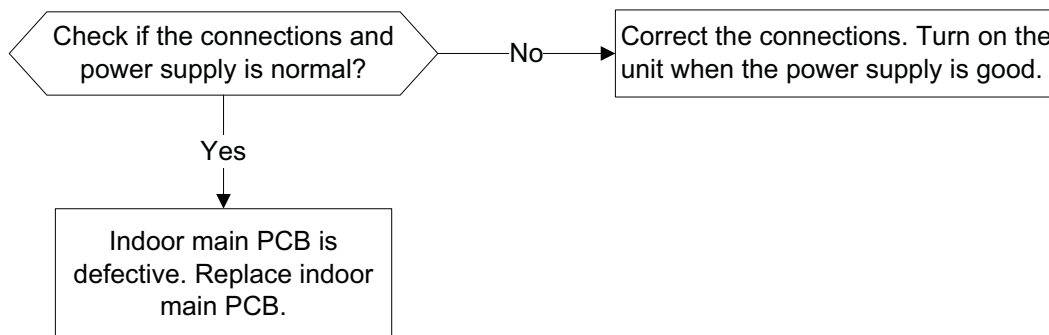 Check if the connections and
power supply is normal?
No
Correct the connections. Turn on the
unit when the power supply is good.
Yes
Indoor main PCB is
defective. Replace indoor
main PCB.